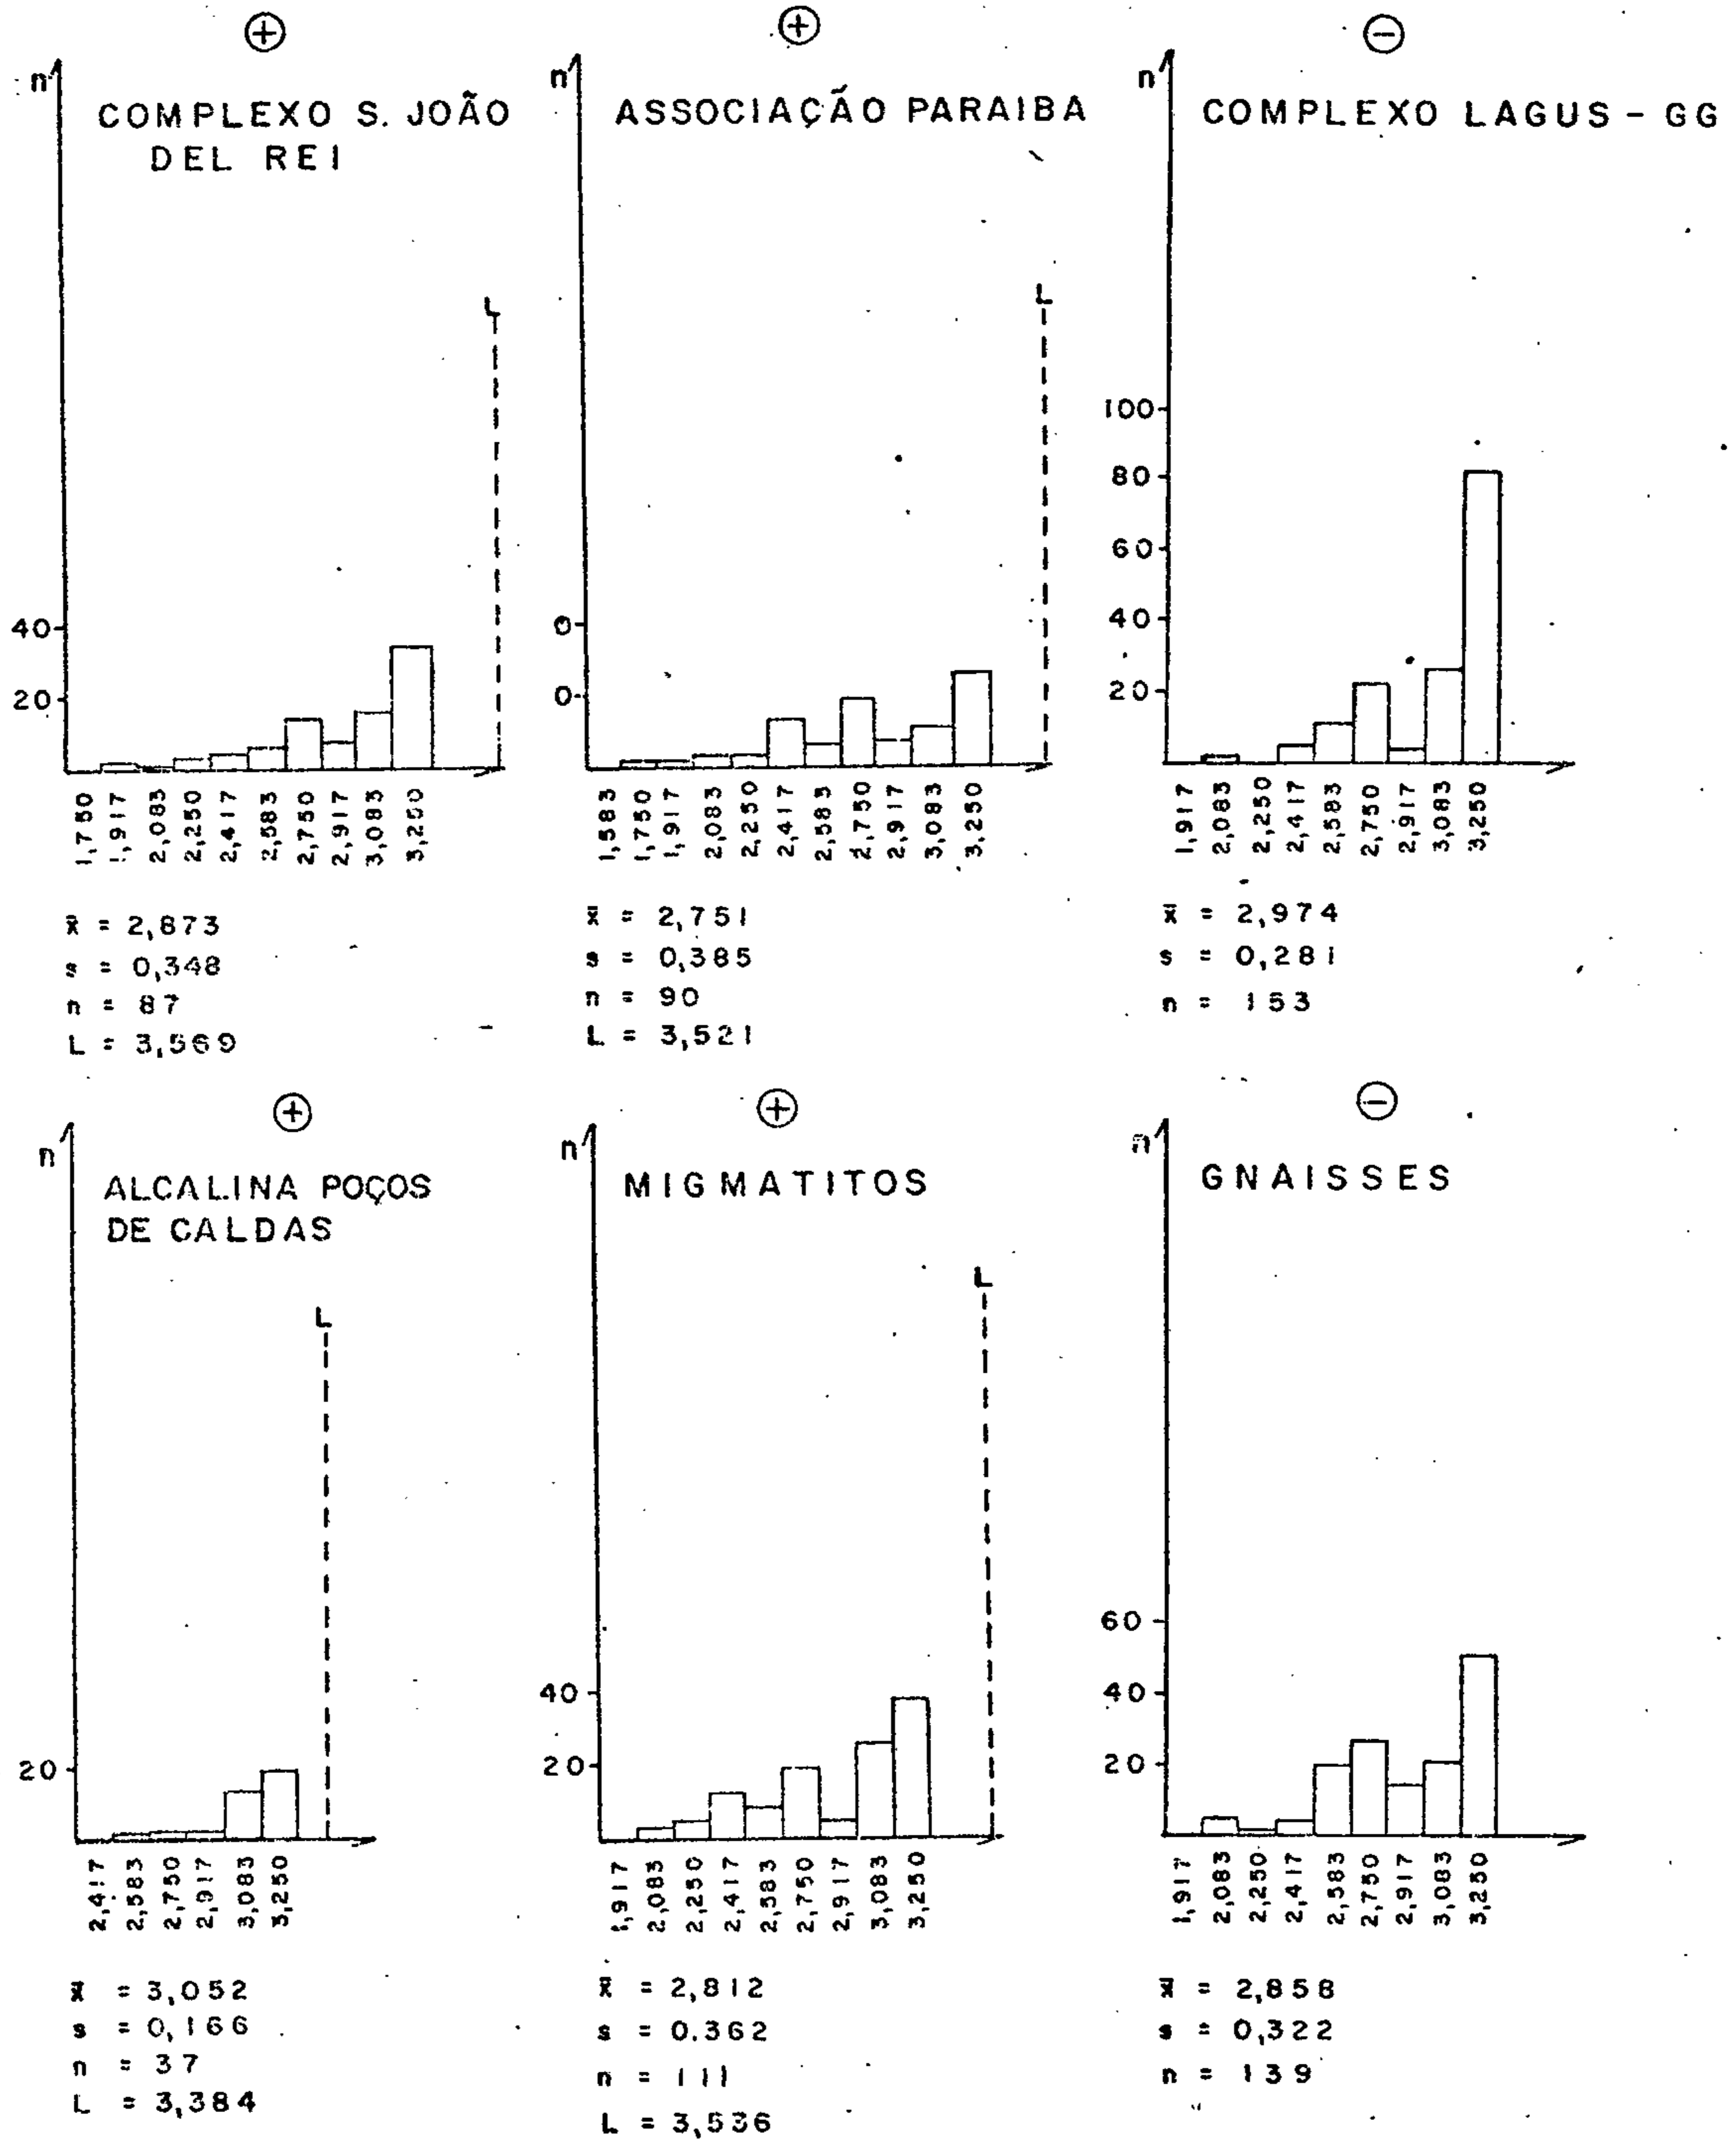 +
n
COMPLEXO S. JOÃO
DEL REI
L
40
20
1,750
1,917
2,083
2,250
2,417
2,583
2,750
2,917
3,083
3,250
x̄ = 2,873
s = 0,348
n = 87
L = 3,569
+
n
ASSOCIAÇÃO PARAIBA
L
0
0
1,583
1,750
1,917
2,083
2,250
2,417
2,583
2,750
2,917
3,083
3,250
x̄ = 2,751
s = 0,385
n = 90
L = 3,521
−
n
COMPLEXO LAGUS - GG
100
80
60
40
20
1,917
2,083
2,250
2,417
2,583
2,750
2,917
3,083
3,250
x̄ = 2,974
s = 0,281
n = 153
+
n
ALCALINA POÇOS
DE CALDAS
L
20
2,417
2,583
2,750
2,917
3,083
3,250
x̄ = 3,052
s = 0,166
n = 37
L = 3,384
+
n
MIGMATITOS
L
40
20
1,917
2,083
2,250
2,417
2,583
2,750
2,917
3,083
3,250
x̄ = 2,812
s = 0.362
n = 111
L = 3,536
−
n
GNAISSES
60
40
20
1,917
2,083
2,250
2,417
2,583
2,750
2,917
3,083
3,250
x̄ = 2,858
s = 0,322
n = 139